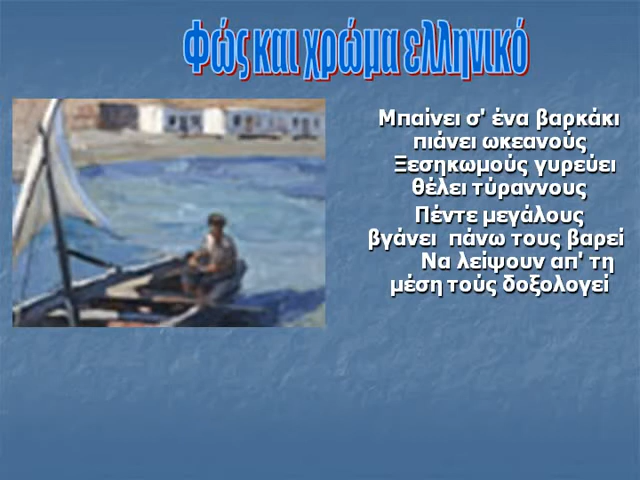 Φώς και χρώμα ελληνικό
Μπαίνει σ' ένα βαρκάκι
πιάνει ωκεανούς
Ξεσηκωμούς γυρεύει
θέλει τύραννους
Πέντε μεγάλους
βγάνει πάνω τους βαρεί
Να λείψουν απ' τη
μέση τούς δοξολογεί